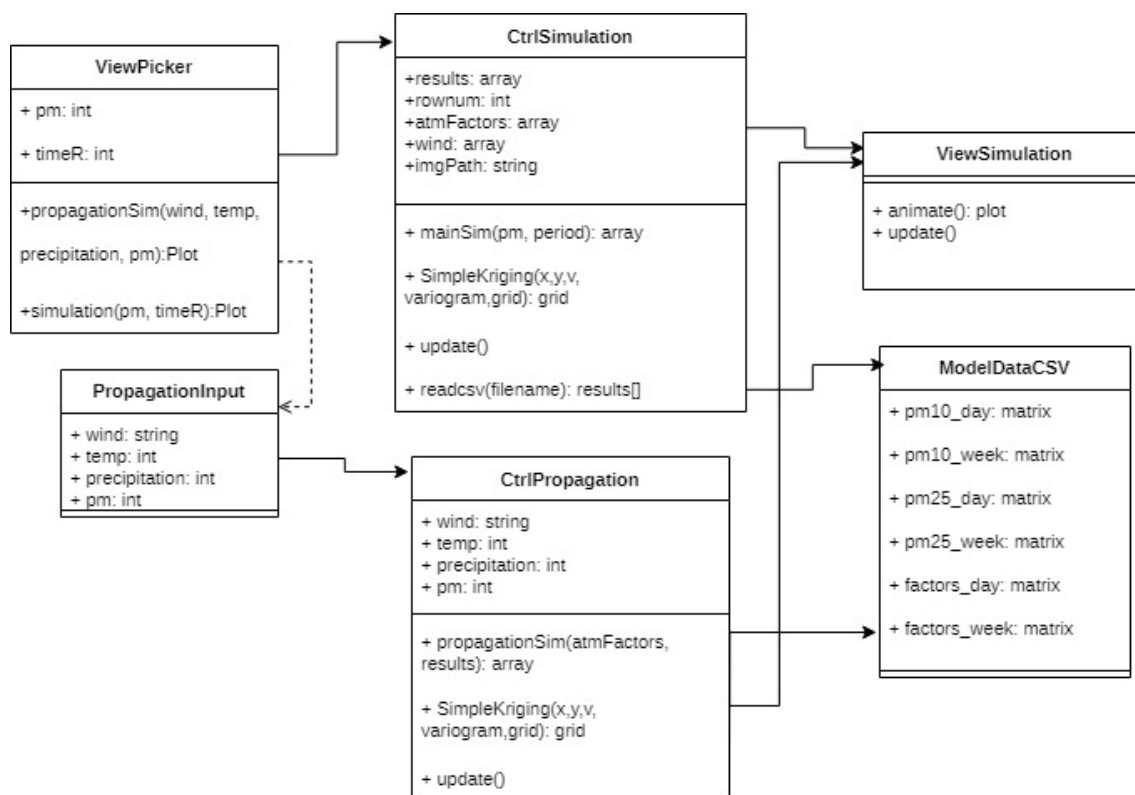 ViewPicker
+ pm: int
+ timeR: int
+propagationSim(wind, temp,
precipitation, pm):Plot
+simulation(pm, timeR):Plot
CtrlSimulation
+results: array
+rownum: int
+atmFactors: array
+wind: array
+imgPath: string
+ mainSim(pm, period): array
+ SimpleKriging(x,y,v,
variogram,grid): grid
+ update()
+ readcsv(filename): results[]
ViewSimulation
+ animate(): plot
+ update()
PropagationInput
+ wind: string
+ temp: int
+ precipitation: int
+ pm: int
CtrlPropagation
+ wind: string
+ temp: int
+ precipitation: int
+ pm: int
+ propagationSim(atmFactors,
results): array
+ SimpleKriging(x,y,v,
variogram,grid): grid
+ update()
ModelDataCSV
+ pm10_day: matrix
+ pm10_week: matrix
+ pm25_day: matrix
+ pm25_week: matrix
+ factors_day: matrix
+ factors_week: matrix